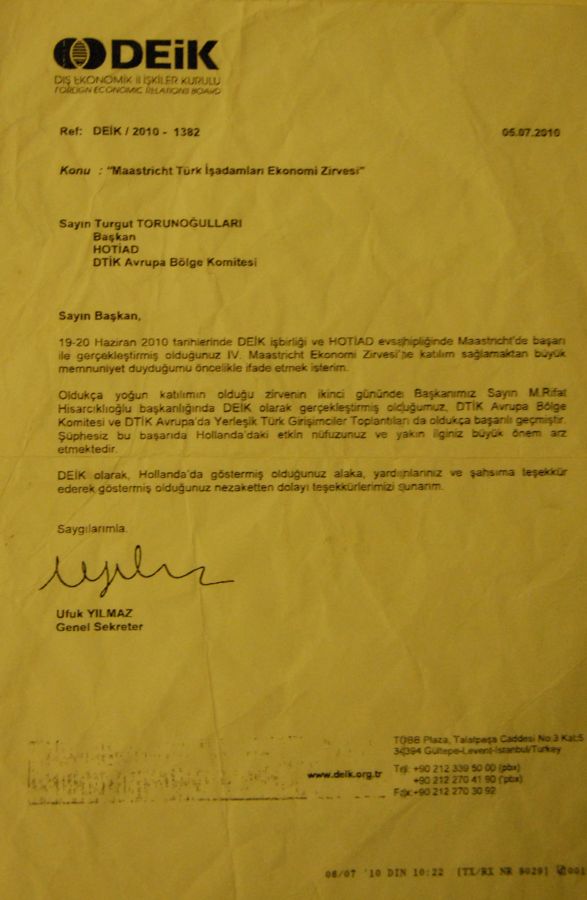 DEiK
DIŞ EKONOMİK İLİŞKİLER KURULU
FOREIGN ECONOMIC RELATIONS BOARD
Ref: DEİK / 2010 - 1382 05.07.2010
Konu : "Maastricht Türk İşadamları Ekonomi Zirvesi"
Sayın Turgut TORUNOĞULLARI
Başkan
HOTİAD
DTİK Avrupa Bölge Komitesi
Sayın Başkan,
19-20 Haziran 2010 tarihlerinde DEİK işbirliği ve HOTİAD evsahipliğinde Maastricht'de başarı
ile gerçekleştirmiş olduğunuz IV. Maastricht Ekonomi Zirvesi'ne katılım sağlamaktan büyük
memnuniyet duyduğumu öncelikle ifade etmek isterim.
Oldukça yoğun katılımın olduğu zirvenin ikinci gününde Başkanımız Sayın M.Rifat
Hisarcıklıoğlu başkanlığında DEİK olarak gerçekleştirmiş olduğumuz, DTİK Avrupa Bölge
Komitesi ve DTİK Avrupa'da Yerleşik Türk Girişimciler Toplantıları da oldukça başarılı geçmiştir.
Şüphesiz bu başarıda Hollanda'daki etkin nüfuzunuz ve yakın ilginiz büyük önem arz
etmektedir.
DEİK olarak, Hollanda'da göstermiş olduğunuz alaka, yardımlarınız ve şahsıma teşekkür
ederek göstermiş olduğunuz nezaketten dolayı teşekkürlerimizi sunarım.
Saygılarımla.
Ufuk YILMAZ
Genel Sekreter
TOBB Plaza, Talatpaşa Caddesi No:3 Kat:5
34394 Gültepe-Levent-İstanbul/Turkey
www.deik.org.tr Tel: +90 212 339 50 00 (pbx)
+90 212 270 41 90 (pbx)
Fax:+90 212 270 30 92
08/07 '10 DIN 10:22 [TX/RX NR 8029] 001